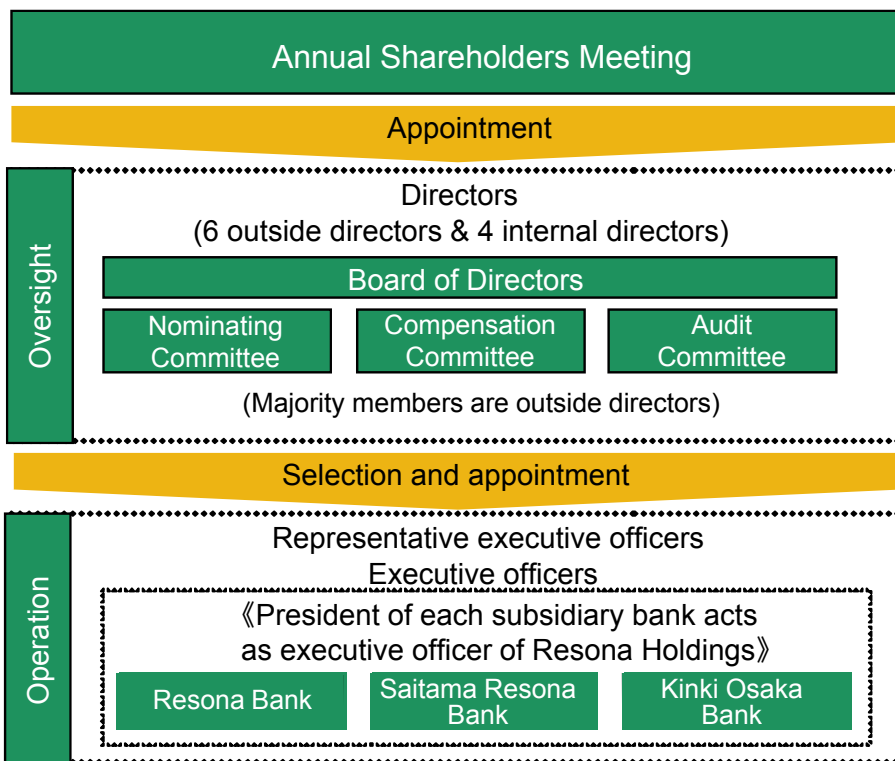 Annual Shareholders Meeting
Appointment
Oversight
Directors
(6 outside directors & 4 internal directors)
Board of Directors
Nominating
Committee
Compensation
Committee
Audit
Committee
(Majority members are outside directors)
Selection and appointment
Operation
Representative executive officers
Executive officers
《President of each subsidiary bank acts
as executive officer of Resona Holdings》
Resona Bank
Saitama Resona
Bank
Kinki Osaka
Bank